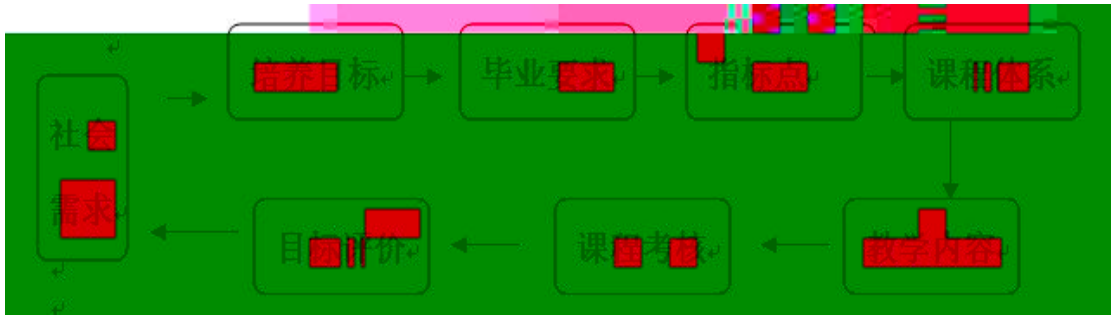 培养目标
毕业要求
指标点
课程体系
社会
需求
目标评价
课程考核
教学内容